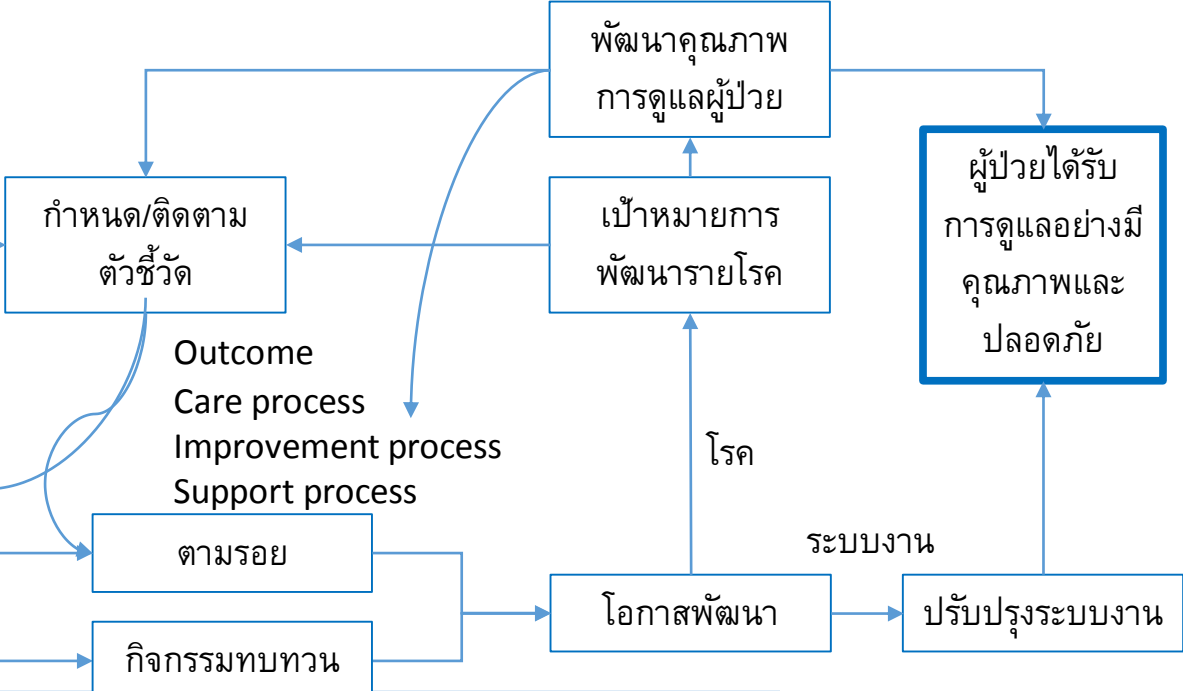 พัฒนาคุณภาพ
การดูแลผู้ป่วย
ผู้ป่วยได้รับ
การดูแลอย่างมี
คุณภาพและ
ปลอดภัย
กำหนด/ติดตาม
ตัวชี้วัด
เป้าหมายการ
พัฒนารายโรค
Outcome
Care process
Improvement process
Support process
โรค
ระบบงาน
ตามรอย
โอกาสพัฒนา
ปรับปรุงระบบงาน
กิจกรรมทบทวน